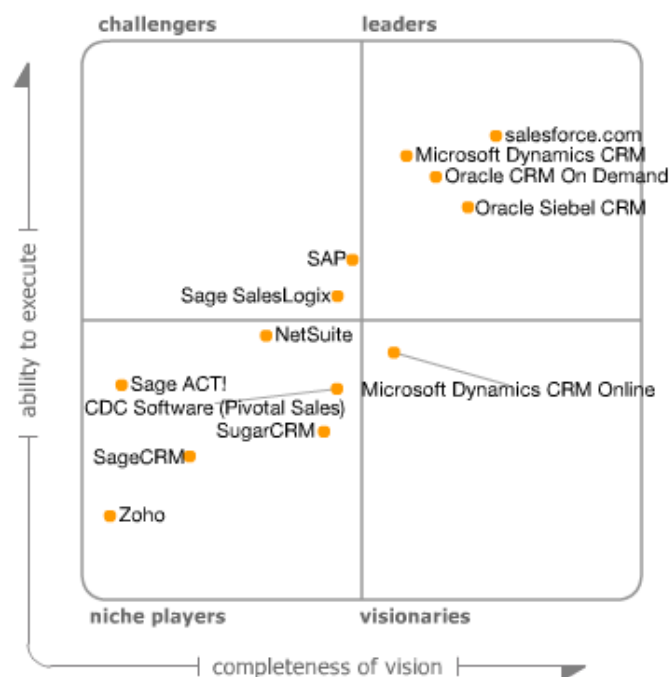 challengers
leaders
salesforce.com
Microsoft Dynamics CRM
Oracle CRM On Demand
Oracle Siebel CRM
SAP
Sage SalesLogix
NetSuite
Sage ACT!
Microsoft Dynamics CRM Online
CDC Software (Pivotal Sales)
SugarCRM
SageCRM
Zoho
niche players
visionaries
ability to execute
completeness of vision